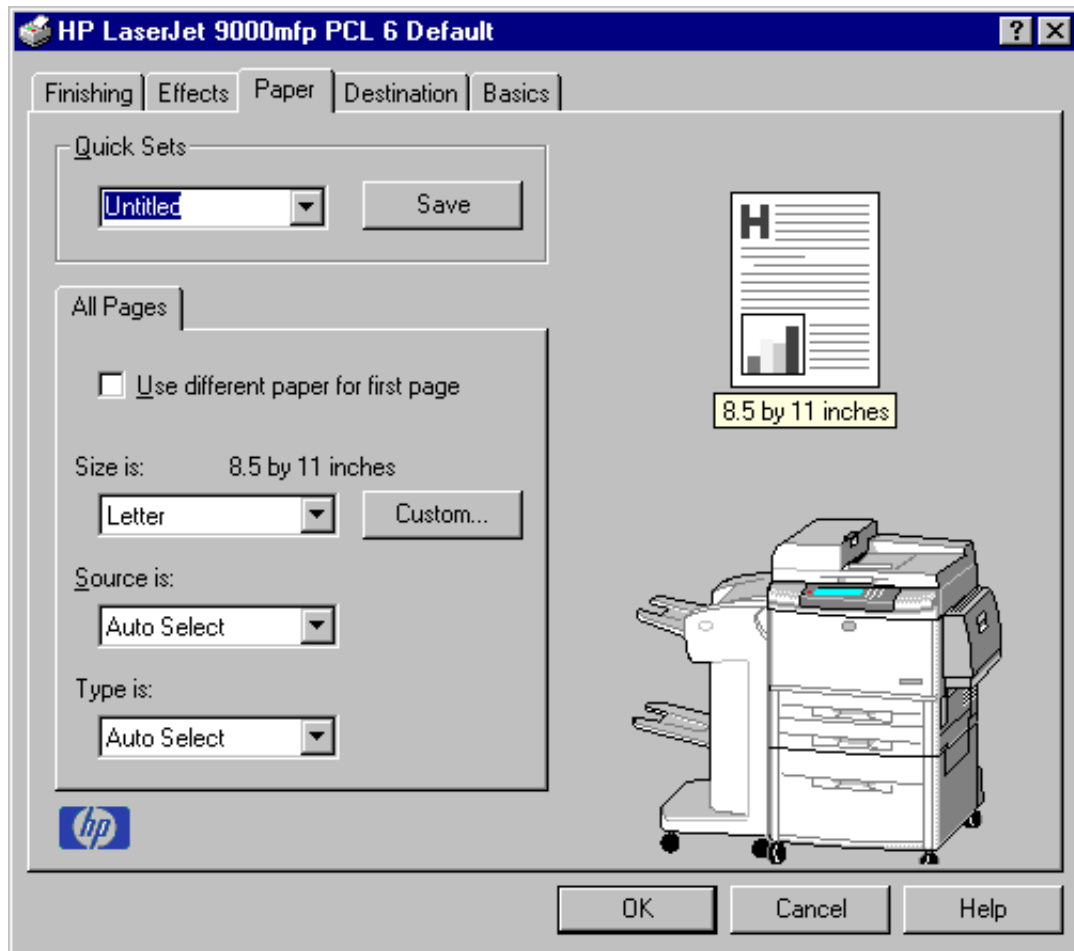 HP LaserJet 9000mfp PCL 6 Default
Finishing Effects Paper Destination Basics
Quick Sets
Untitled Save
H
8.5 by 11 inches
All Pages
Use different paper for first page
Size is: 8.5 by 11 inches
Letter Custom...
Source is:
Auto Select
Type is:
Auto Select
hp
OK Cancel Help